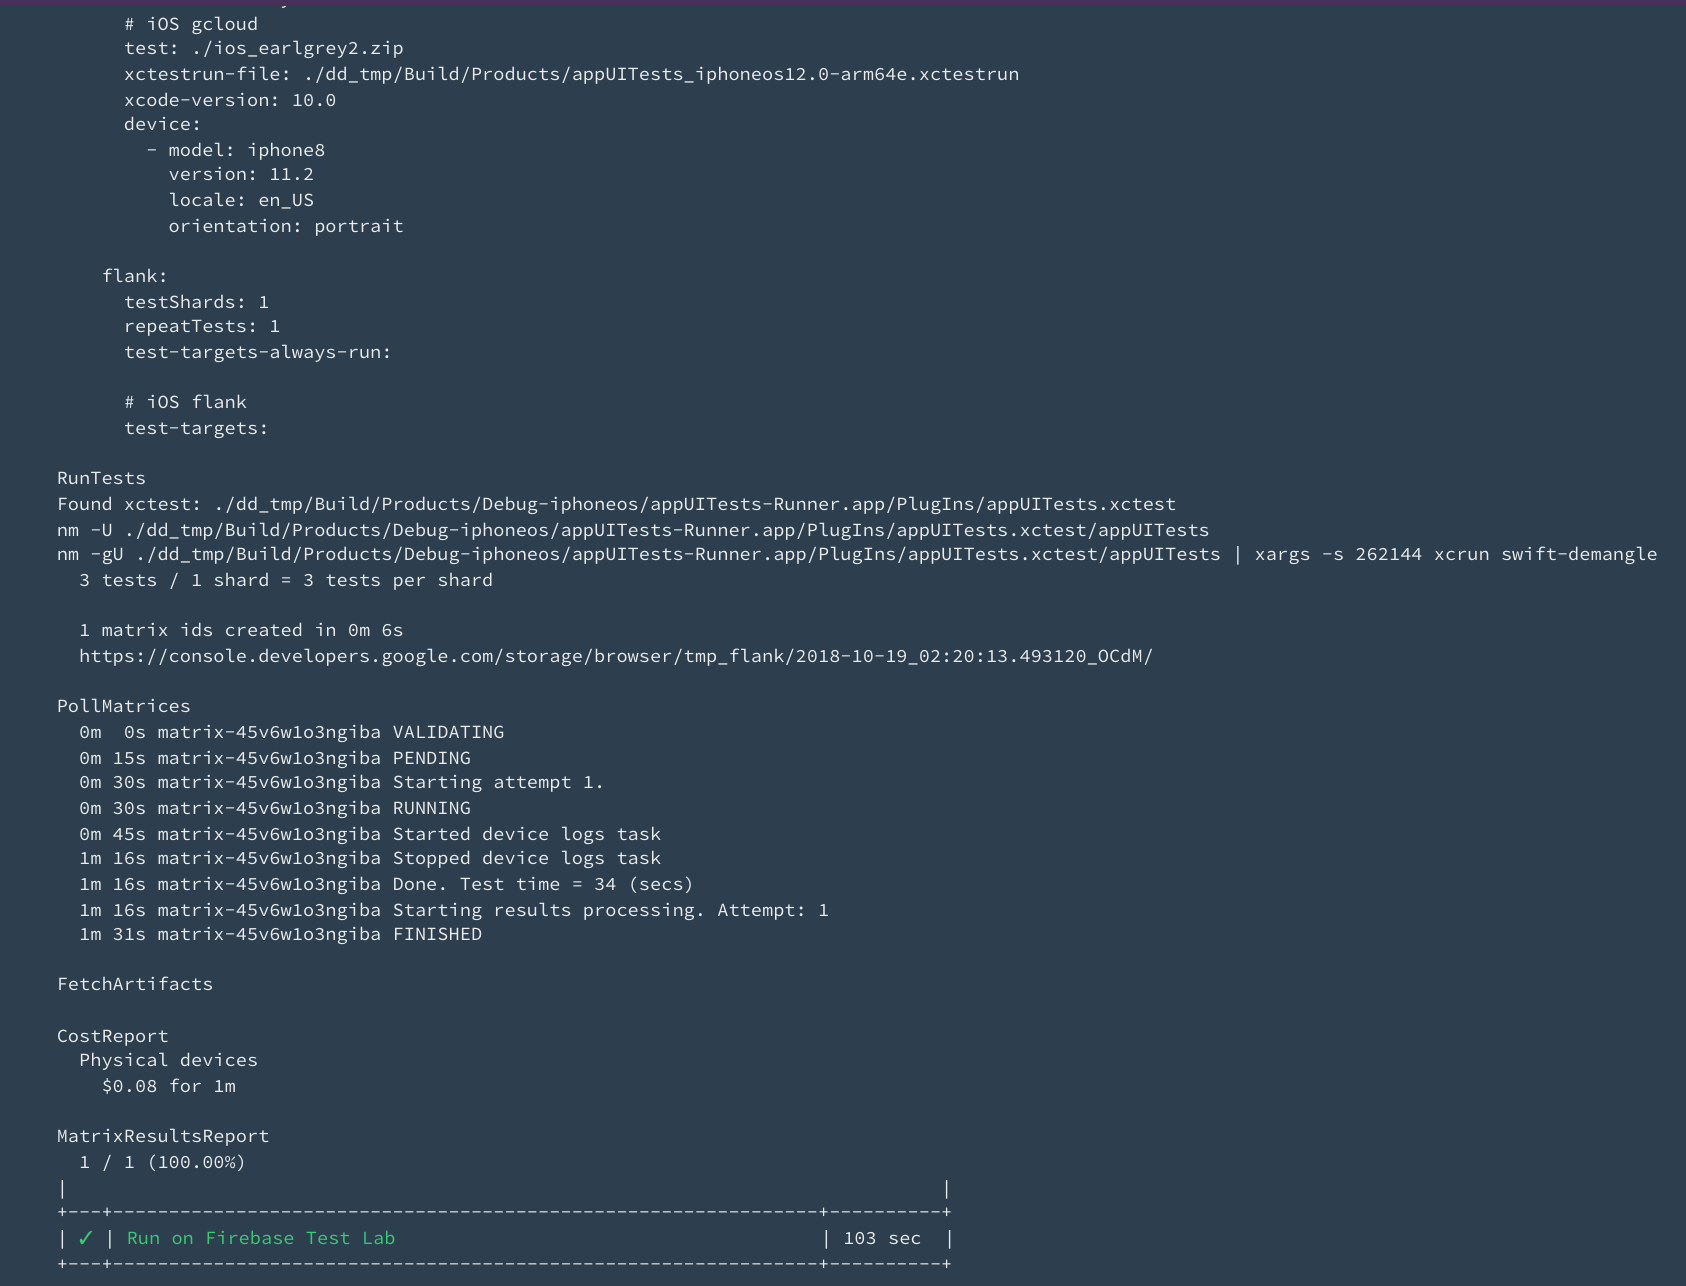 # iOS gcloud
test: ./ios_earlgrey2.zip
xctestrun-file: ./dd_tmp/Build/Products/appUITests_iphoneos12.0-arm64e.xctestrun
xcode-version: 10.0
device:
- model: iphone8
version: 11.2
locale: en_US
orientation: portrait
flank:
testShards: 1
repeatTests: 1
test-targets-always-run:
# iOS flank
test-targets:
RunTests
Found xctest: ./dd_tmp/Build/Products/Debug-iphoneos/appUITests-Runner.app/PlugIns/appUITests.xctest
nm -U ./dd_tmp/Build/Products/Debug-iphoneos/appUITests-Runner.app/PlugIns/appUITests.xctest/appUITests
nm -gU ./dd_tmp/Build/Products/Debug-iphoneos/appUITests-Runner.app/PlugIns/appUITests.xctest/appUITests | xargs -s 262144 xcrun swift-demangle
3 tests / 1 shard = 3 tests per shard
1 matrix ids created in 0m 6s
https://console.developers.google.com/storage/browser/tmp_flank/2018-10-19_02:20:13.493120_OCdM/
PollMatrices
0m  0s matrix-45v6w1o3ngiba VALIDATING
0m 15s matrix-45v6w1o3ngiba PENDING
0m 30s matrix-45v6w1o3ngiba Starting attempt 1.
0m 30s matrix-45v6w1o3ngiba RUNNING
0m 45s matrix-45v6w1o3ngiba Started device logs task
1m 16s matrix-45v6w1o3ngiba Stopped device logs task
1m 16s matrix-45v6w1o3ngiba Done. Test time = 34 (secs)
1m 16s matrix-45v6w1o3ngiba Starting results processing. Attempt: 1
1m 31s matrix-45v6w1o3ngiba FINISHED
FetchArtifacts
CostReport
Physical devices
$0.08 for 1m
MatrixResultsReport
1 / 1 (100.00%)
| ✓ | Run on Firebase Test Lab | 103 sec |